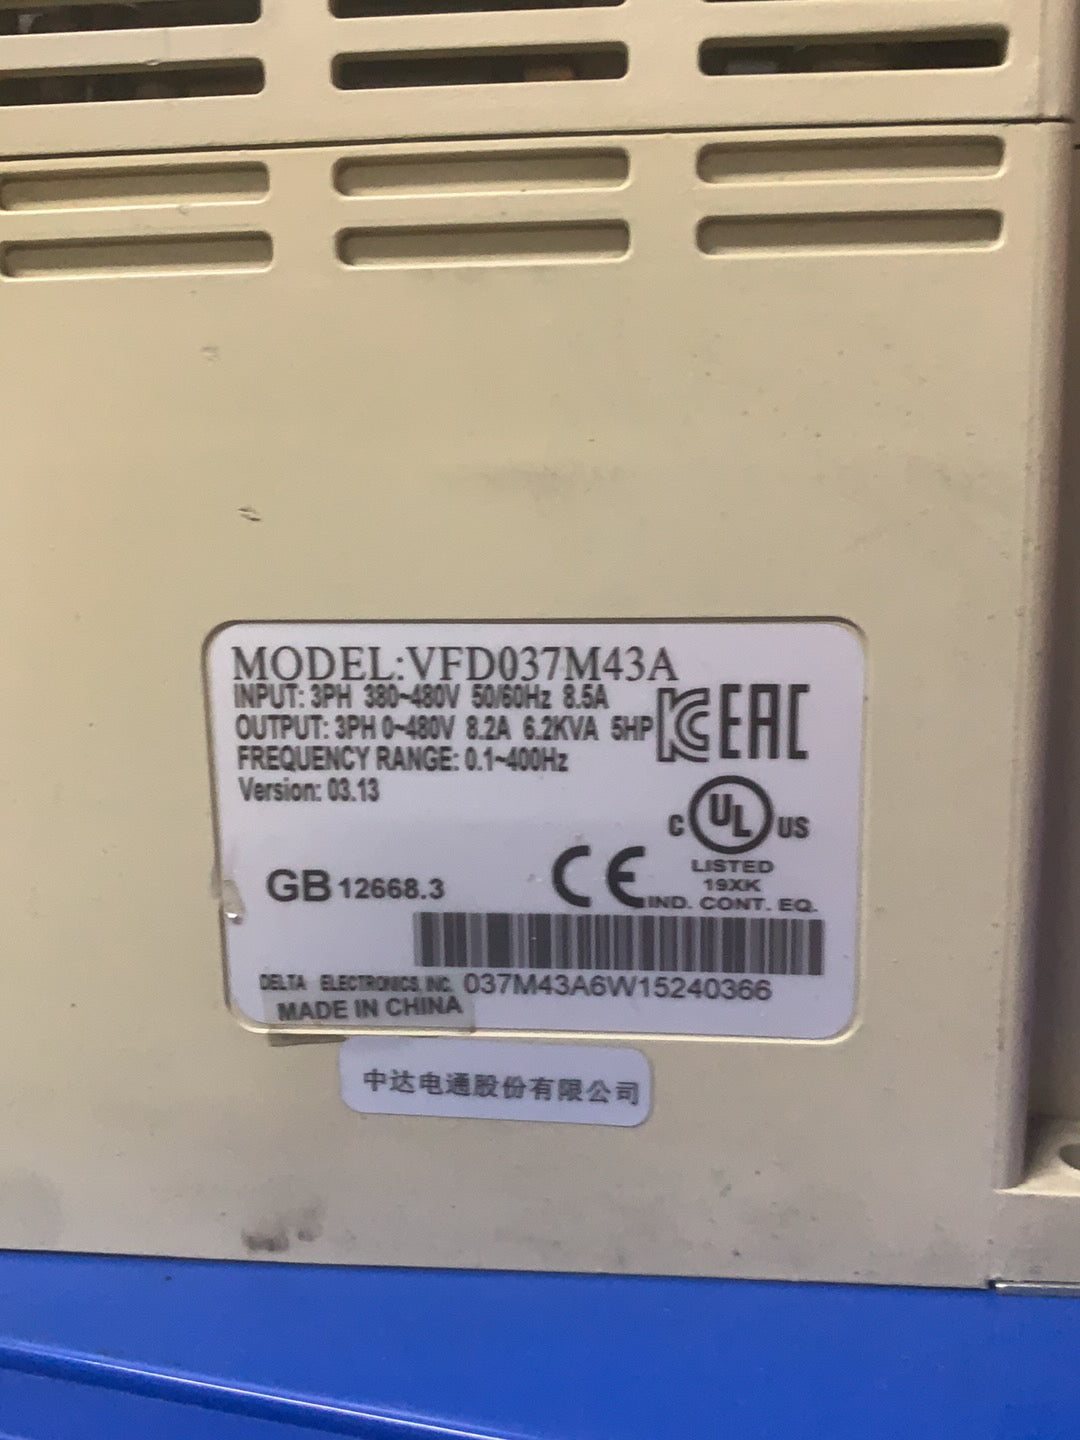 MODEL:VFD037M43A
INPUT: 3PH 380~480V 50/60Hz 8.5A
OUTPUT: 3PH 0~480V 8.2A 6.2KVA 5HP
FREQUENCY RANGE: 0.1~400Hz
Version: 03.13
KC EAC
C UL US
LISTED
19XK
IND. CONT. EQ.
GB 12668.3
CE
DELTA ELECTRONICS, INC. 037M43A6W15240366
MADE IN CHINA
中达电通股份有限公司